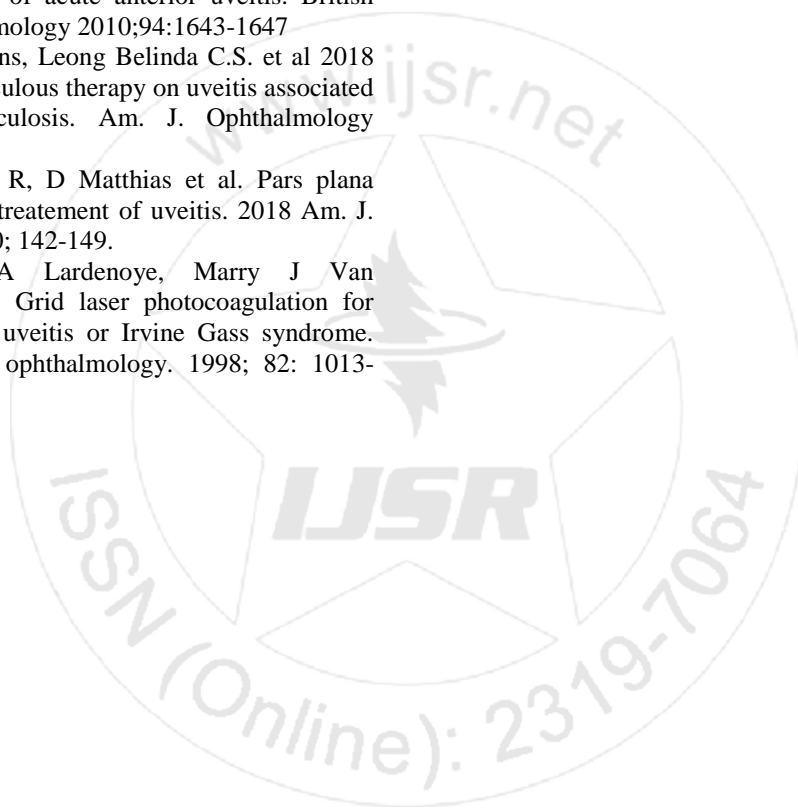 of acute anterior uveitis. British
mology 2010;94:1643-1647
ns, Leong Belinda C.S. et al 2018
culous therapy on uveitis associated
culosis. Am. J. Ophthalmology
R, D Matthias et al. Pars plana
treatement of uveitis. 2018 Am. J.
; 142-149.
A Lardenoye, Marry J Van
Grid laser photocoagulation for
uveitis or Irvine Gass syndrome.
ophthalmology. 1998; 82: 1013-
www.ijsr.net
IJSR
ISSN (Online): 2319-7064